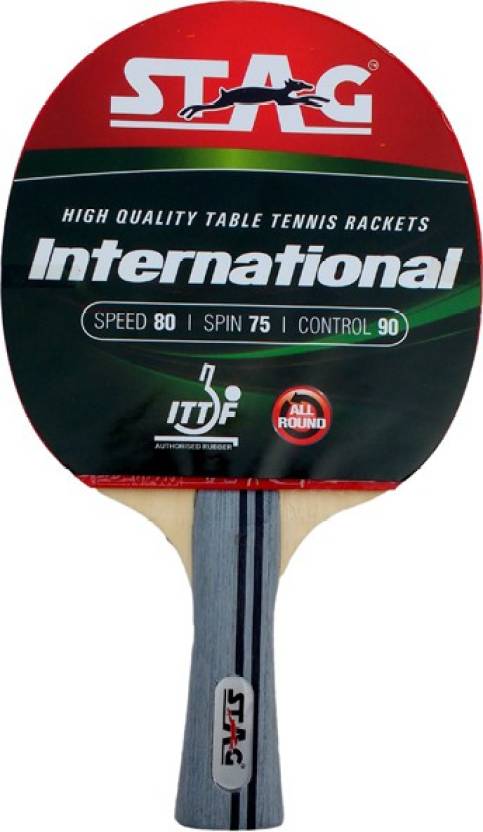 STAG
HIGH QUALITY TABLE TENNIS RACKETS
International
SPEED 80 | SPIN 75 | CONTROL 90
ITTF
AUTHORISED RUBBER
ALL
ROUND
STAG